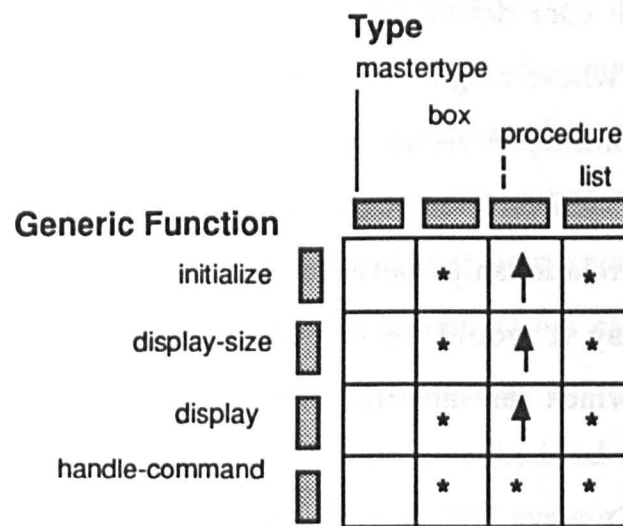 Type
mastertype
box
procedure
list
Generic Function
initialize
* *
display-size
* *
display
* *
handle-command
* * *